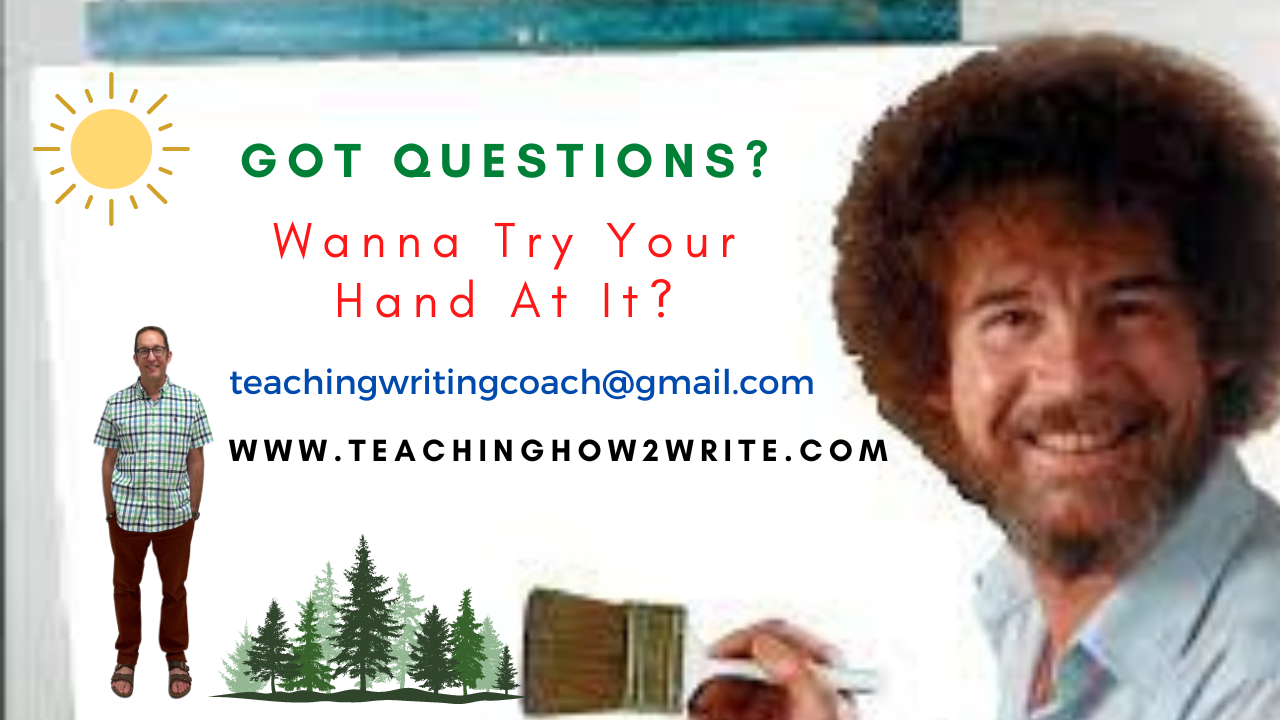 GOT QUESTIONS?
Wanna Try Your
Hand At It?
teachingwritingcoach@gmail.com
WWW.TEACHINGHOW2WRITE.COM